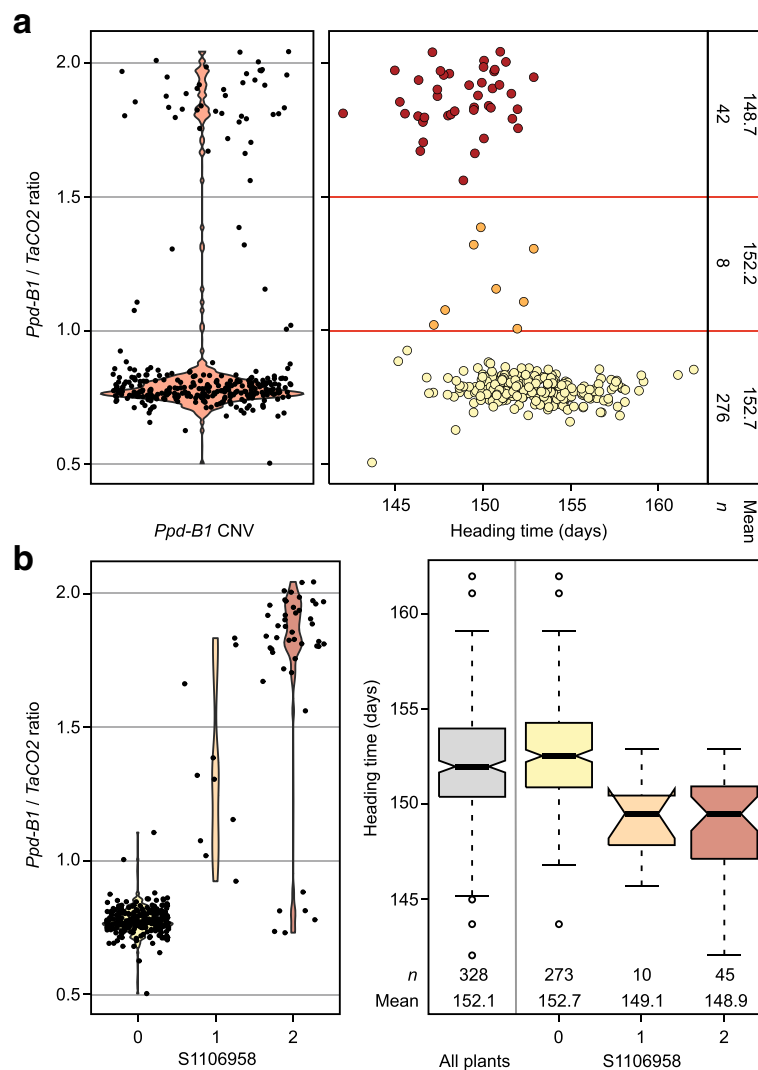 a
2.0
1.5
1.0
0.5
Ppd-B1 / TaCO2 ratio
Ppd-B1 CNV
145
150
155
160
Heading time (days)
42
148.7
8
152.2
276
152.7
n
Mean
b
2.0
1.5
1.0
0.5
Ppd-B1 / TaCO2 ratio
0
1
2
S1106958
160
155
150
145
Heading time (days)
n 328 273 10 45
Mean 152.1 152.7 149.1 148.9
0
1
2
All plants
S1106958